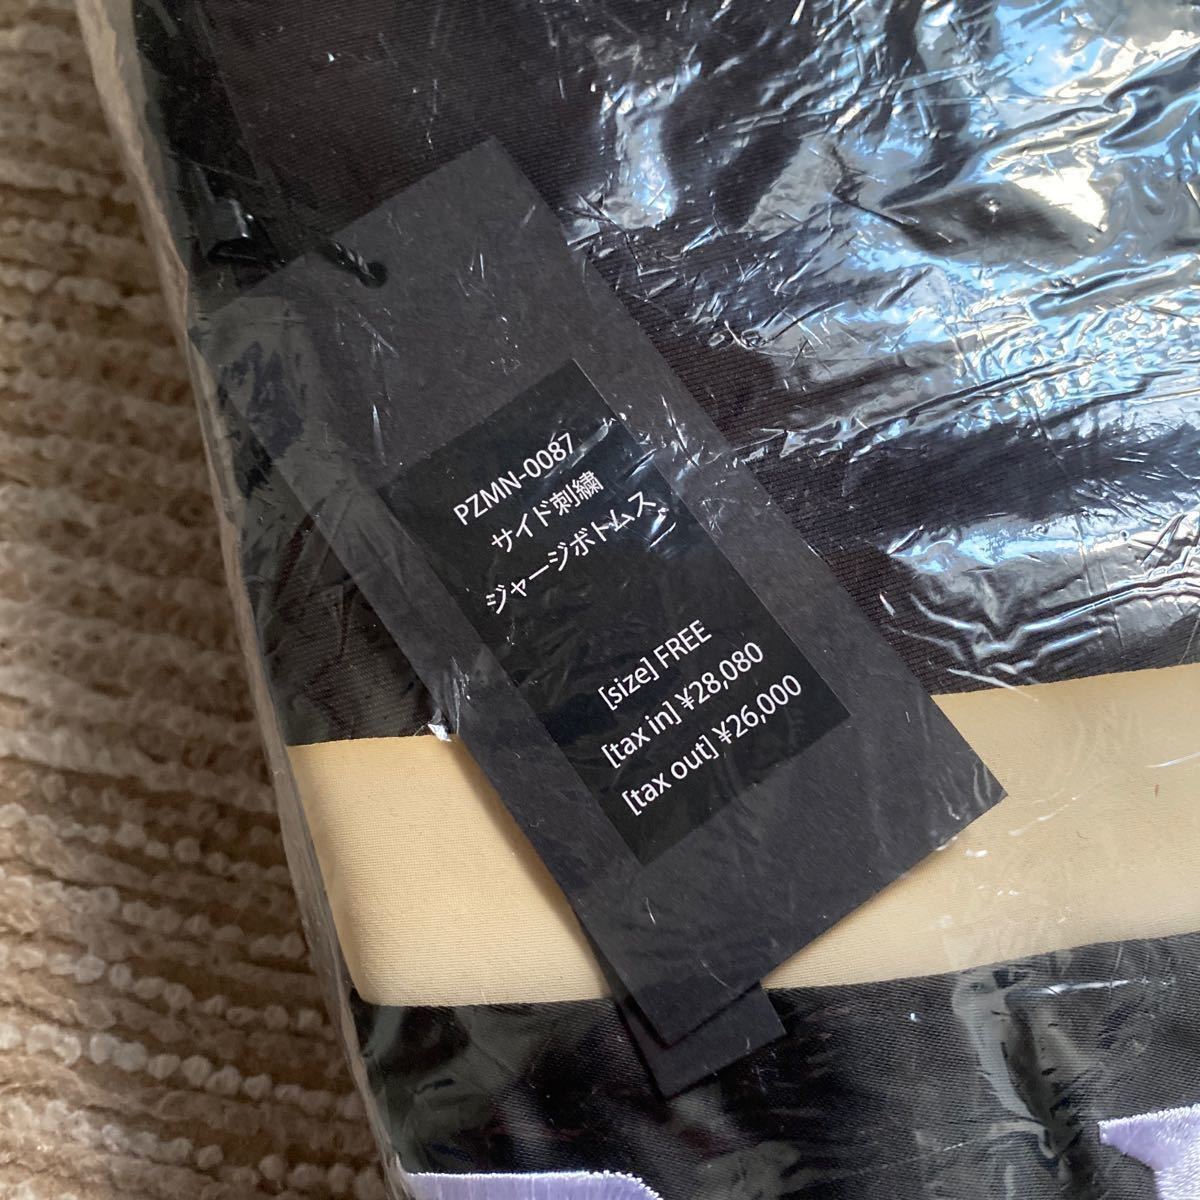 PZMN-0087
サイド刺繍
ジャージボトムス
[size] FREE
[tax in] ¥28,080
[tax out] ¥26,000